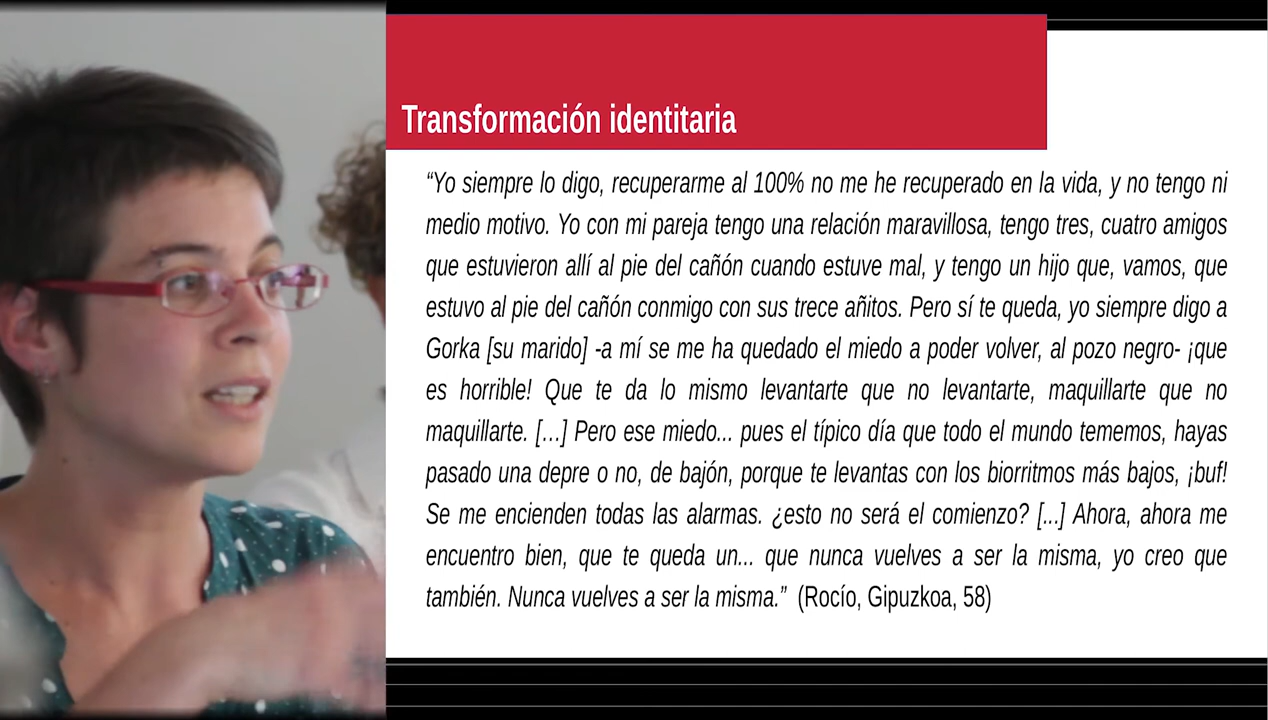 Transformación identitaria
“Yo siempre lo digo, recuperarme al 100% no me he recuperado en la vida, y no tengo ni
medio motivo. Yo con mi pareja tengo una relación maravillosa, tengo tres, cuatro amigos
que estuvieron allí al pie del cañón cuando estuve mal, y tengo un hijo que, vamos, que
estuvo al pie del cañón conmigo con sus trece añitos. Pero sí te queda, yo siempre digo a
Gorka [su marido] -a mí se me ha quedado el miedo a poder volver, al pozo negro- ¡que
es horrible! Que te da lo mismo levantarte que no levantarte, maquillarte que no
maquillarte. […] Pero ese miedo... pues el típico día que todo el mundo tememos, hayas
pasado una depre o no, de bajón, porque te levantas con los biorritmos más bajos, ¡buf!
Se me encienden todas las alarmas. ¿esto no será el comienzo? [...] Ahora, ahora me
encuentro bien, que te queda un... que nunca vuelves a ser la misma, yo creo que
también. Nunca vuelves a ser la misma.” (Rocío, Gipuzkoa, 58)